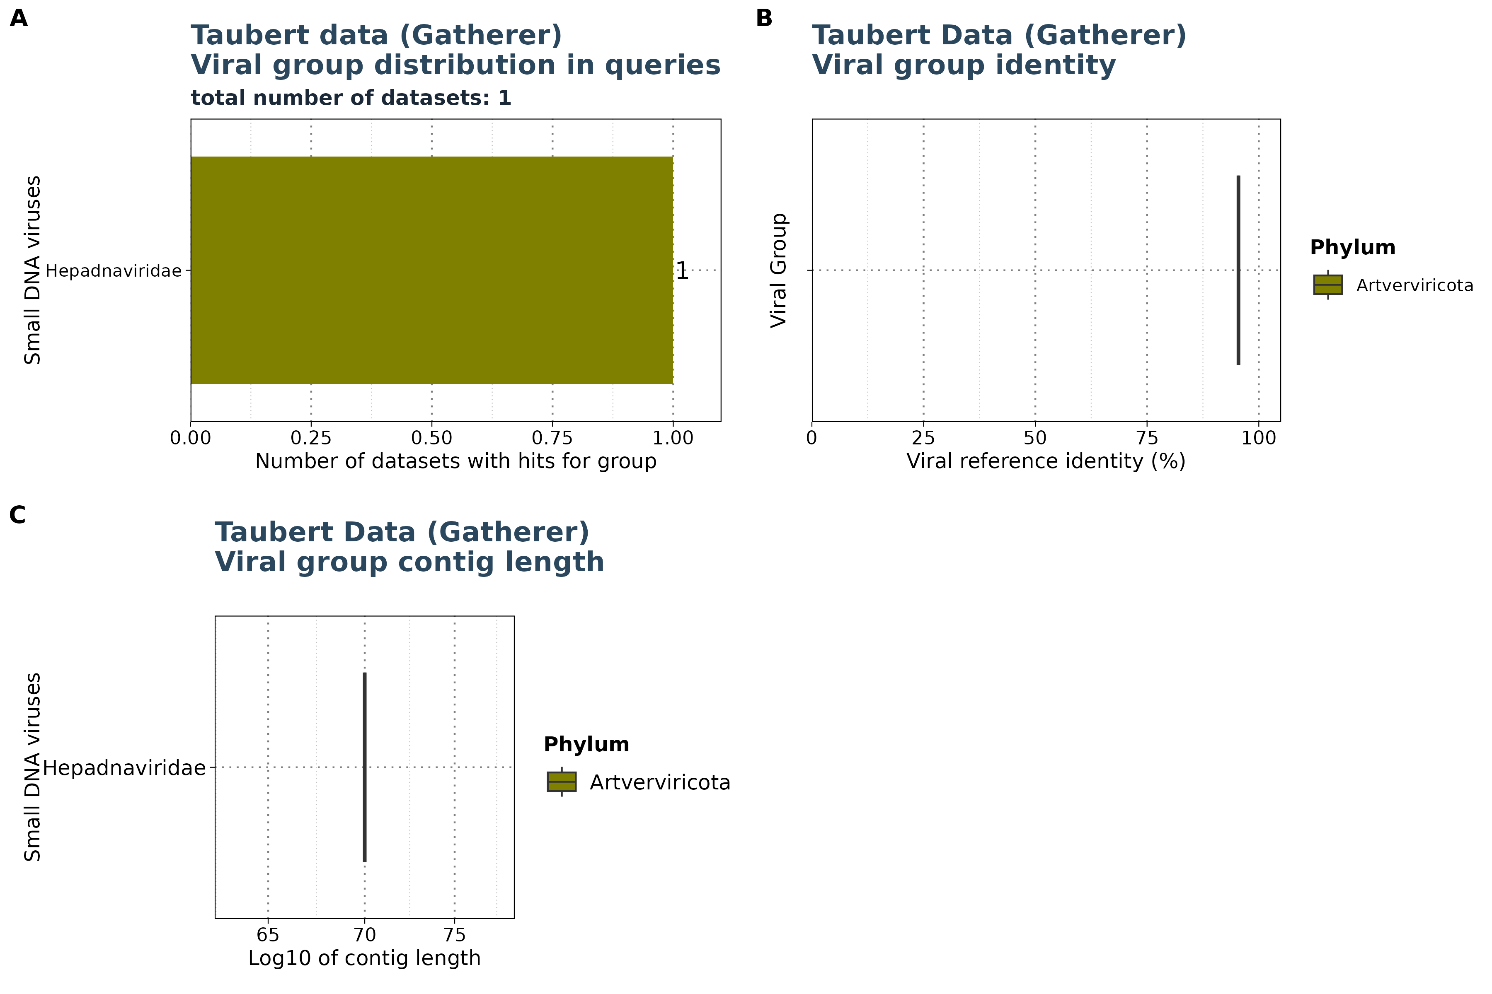 A
Taubert data (Gatherer)
Viral group distribution in queries
total number of datasets: 1
Small DNA viruses
Hepadnaviridae
1
0.00 0.25 0.50 0.75 1.00
Number of datasets with hits for group
B
Taubert Data (Gatherer)
Viral group identity
Viral Group
0 25 50 75 100
Viral reference identity (%)
Phylum
Artverviricota
C
Taubert Data (Gatherer)
Viral group contig length
Small DNA viruses
Hepadnaviridae
65 70 75
Log10 of contig length
Phylum
Artverviricota